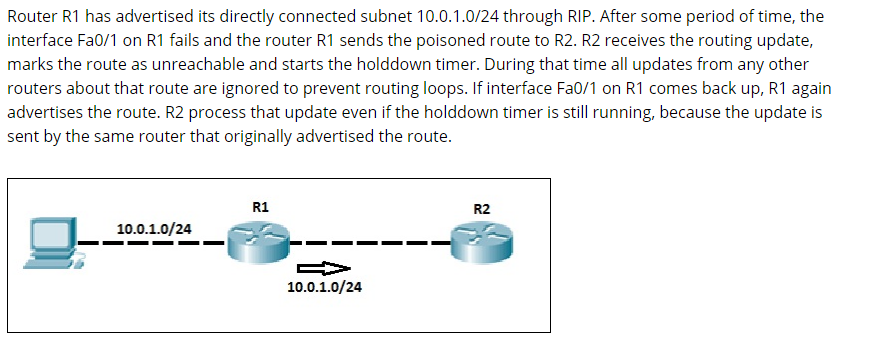 Router R1 has advertised its directly connected subnet 10.0.1.0/24 through RIP. After some period of time, the
interface Fa0/1 on R1 fails and the router R1 sends the poisoned route to R2. R2 receives the routing update,
marks the route as unreachable and starts the holddown timer. During that time all updates from any other
routers about that route are ignored to prevent routing loops. If interface Fa0/1 on R1 comes back up, R1 again
advertises the route. R2 process that update even if the holddown timer is still running, because the update is
sent by the same router that originally advertised the route.
R1
R2
10.0.1.0/24
10.0.1.0/24